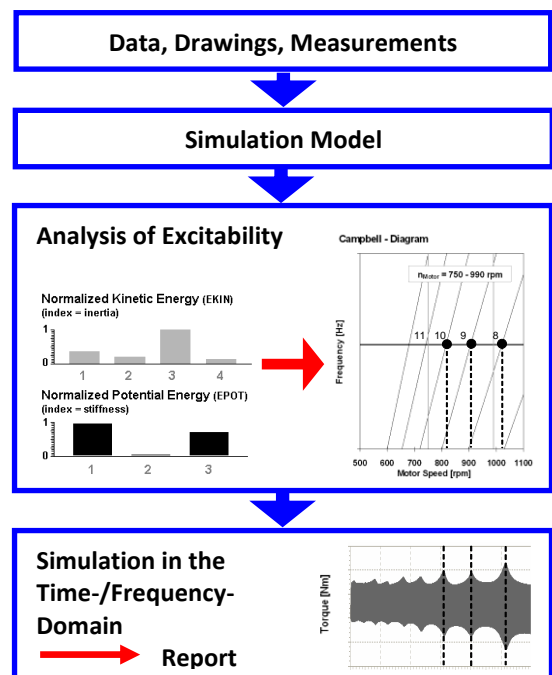 Data, Drawings, Measurements
Simulation Model
Analysis of Excitability
Normalized Kinetic Energy (EKIN)
(index = inertia)
1
0
1 2 3 4
Normalized Potential Energy (EPOT)
(index = stiffness)
1
0
1 2 3
Campbell - Diagram
nMotor = 750 - 990 rpm
Frequency [Hz]
11 10 9 8
500 600 700 800 900 1000 1100
Motor Speed [rpm]
Simulation in the
Time-/Frequency-
Domain
Report
Torque [Nm]